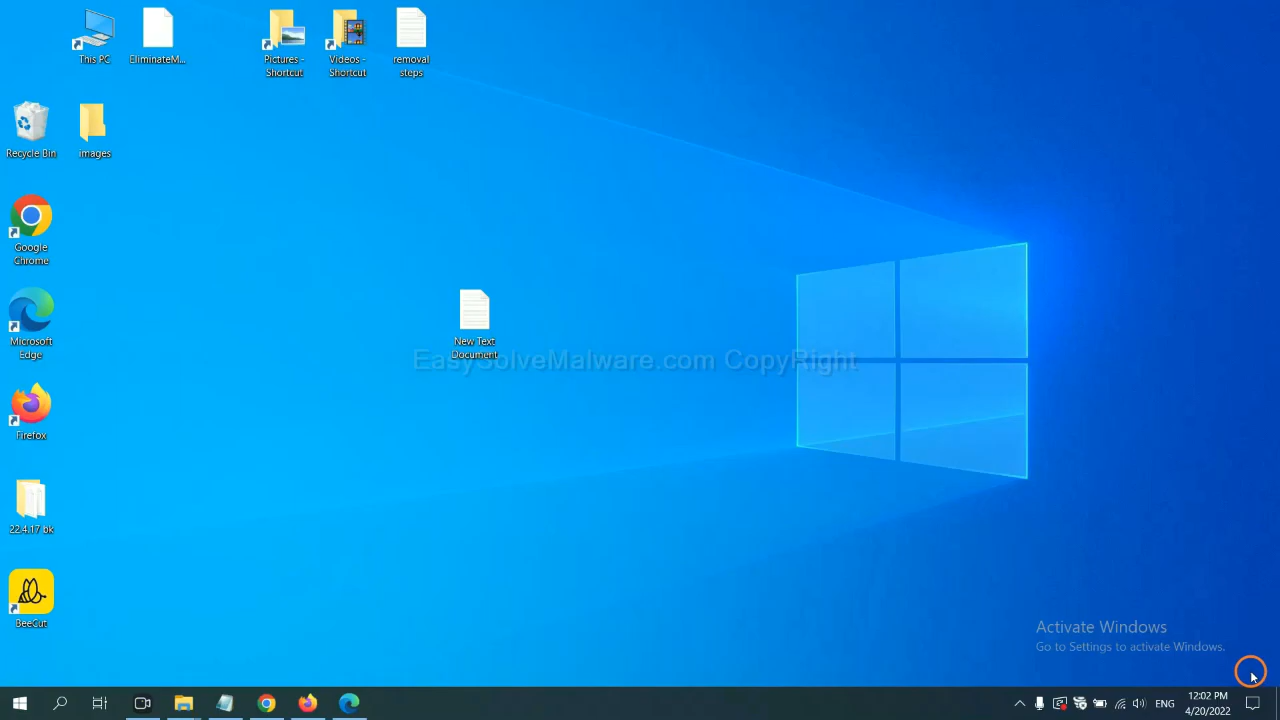 This PC
EliminateM...
Pictures -
Shortcut
Videos -
Shortcut
removal
steps
Recycle Bin
images
Google
Chrome
New Text
Document
Microsoft
Edge
EasySolveMalware.com CopyRight
Firefox
22.4.17 bk
BeeCut
Activate Windows
Go to Settings to activate Windows.
ENG
12:02 PM
4/20/2022